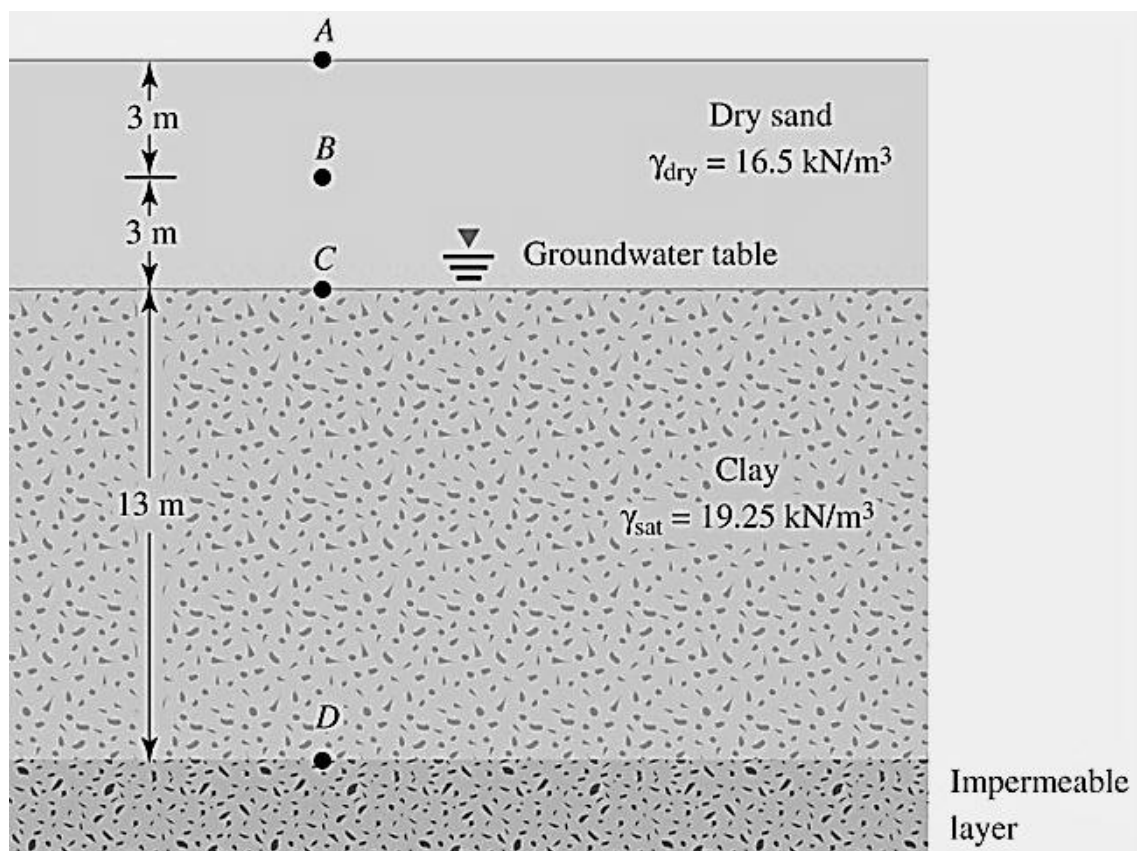 A
3 m
Dry sand
γdry = 16.5 kN/m³
B
3 m
C
Groundwater table
13 m
Clay
γsat = 19.25 kN/m³
D
Impermeable
layer